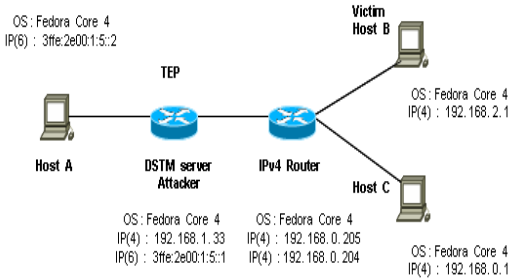 OS : Fedora Core 4
IP(6) : 3ffe:2e00:1:5::2
Host A
TEP
DSTM server
Attacker
OS : Fedora Core 4
IP(4) : 192.168.1.33
IP(6) : 3ffe:2e00:1:5::1
IPv4 Router
OS : Fedora Core 4
IP(4) : 192.168.0.205
IP(4) : 192.168.0.204
Victim
Host B
OS : Fedora Core 4
IP(4) : 192.168.2.1
Host C
OS : Fedora Core 4
IP(4) : 192.168.0.1